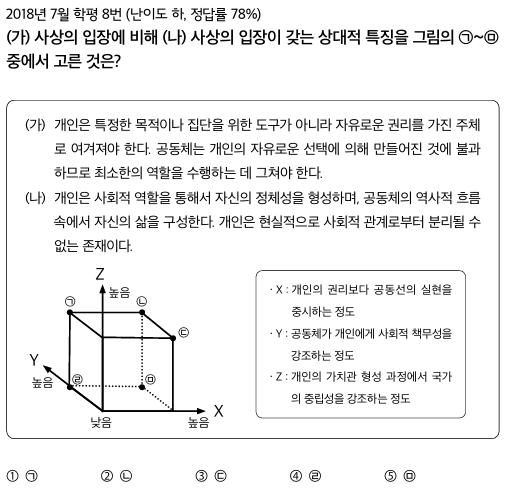 2018년 7월 학평 8번 (난이도 하, 정답률 78%)
(가) 사상의 입장에 비해 (나) 사상의 입장이 갖는 상대적 특징을 그림의 ㉠~㉤
중에서 고른 것은?
(가) 개인은 특정한 목적이나 집단을 위한 도구가 아니라 자유로운 권리를 가진 주체
로 여겨져야 한다. 공동체는 개인의 자유로운 선택에 의해 만들어진 것에 불과
하므로 최소한의 역할을 수행하는 데 그쳐야 한다.
(나) 개인은 사회적 역할을 통해서 자신의 정체성을 형성하며, 공동체의 역사적 흐름
속에서 자신의 삶을 구성한다. 개인은 현실적으로 사회적 관계로부터 분리될 수
없는 존재이다.
Z
높음
㉠
㉡
㉢
Y
높음
㉣
㉤
X
낮음
높음
· X : 개인의 권리보다 공동선의 실현을
중시하는 정도
· Y : 공동체가 개인에게 사회적 책무성을
강조하는 정도
· Z : 개인의 가치관 형성 과정에서 국가
의 중립성을 강조하는 정도
① ㉠ ② ㉡ ③ ㉢ ④ ㉣ ⑤ ㉤